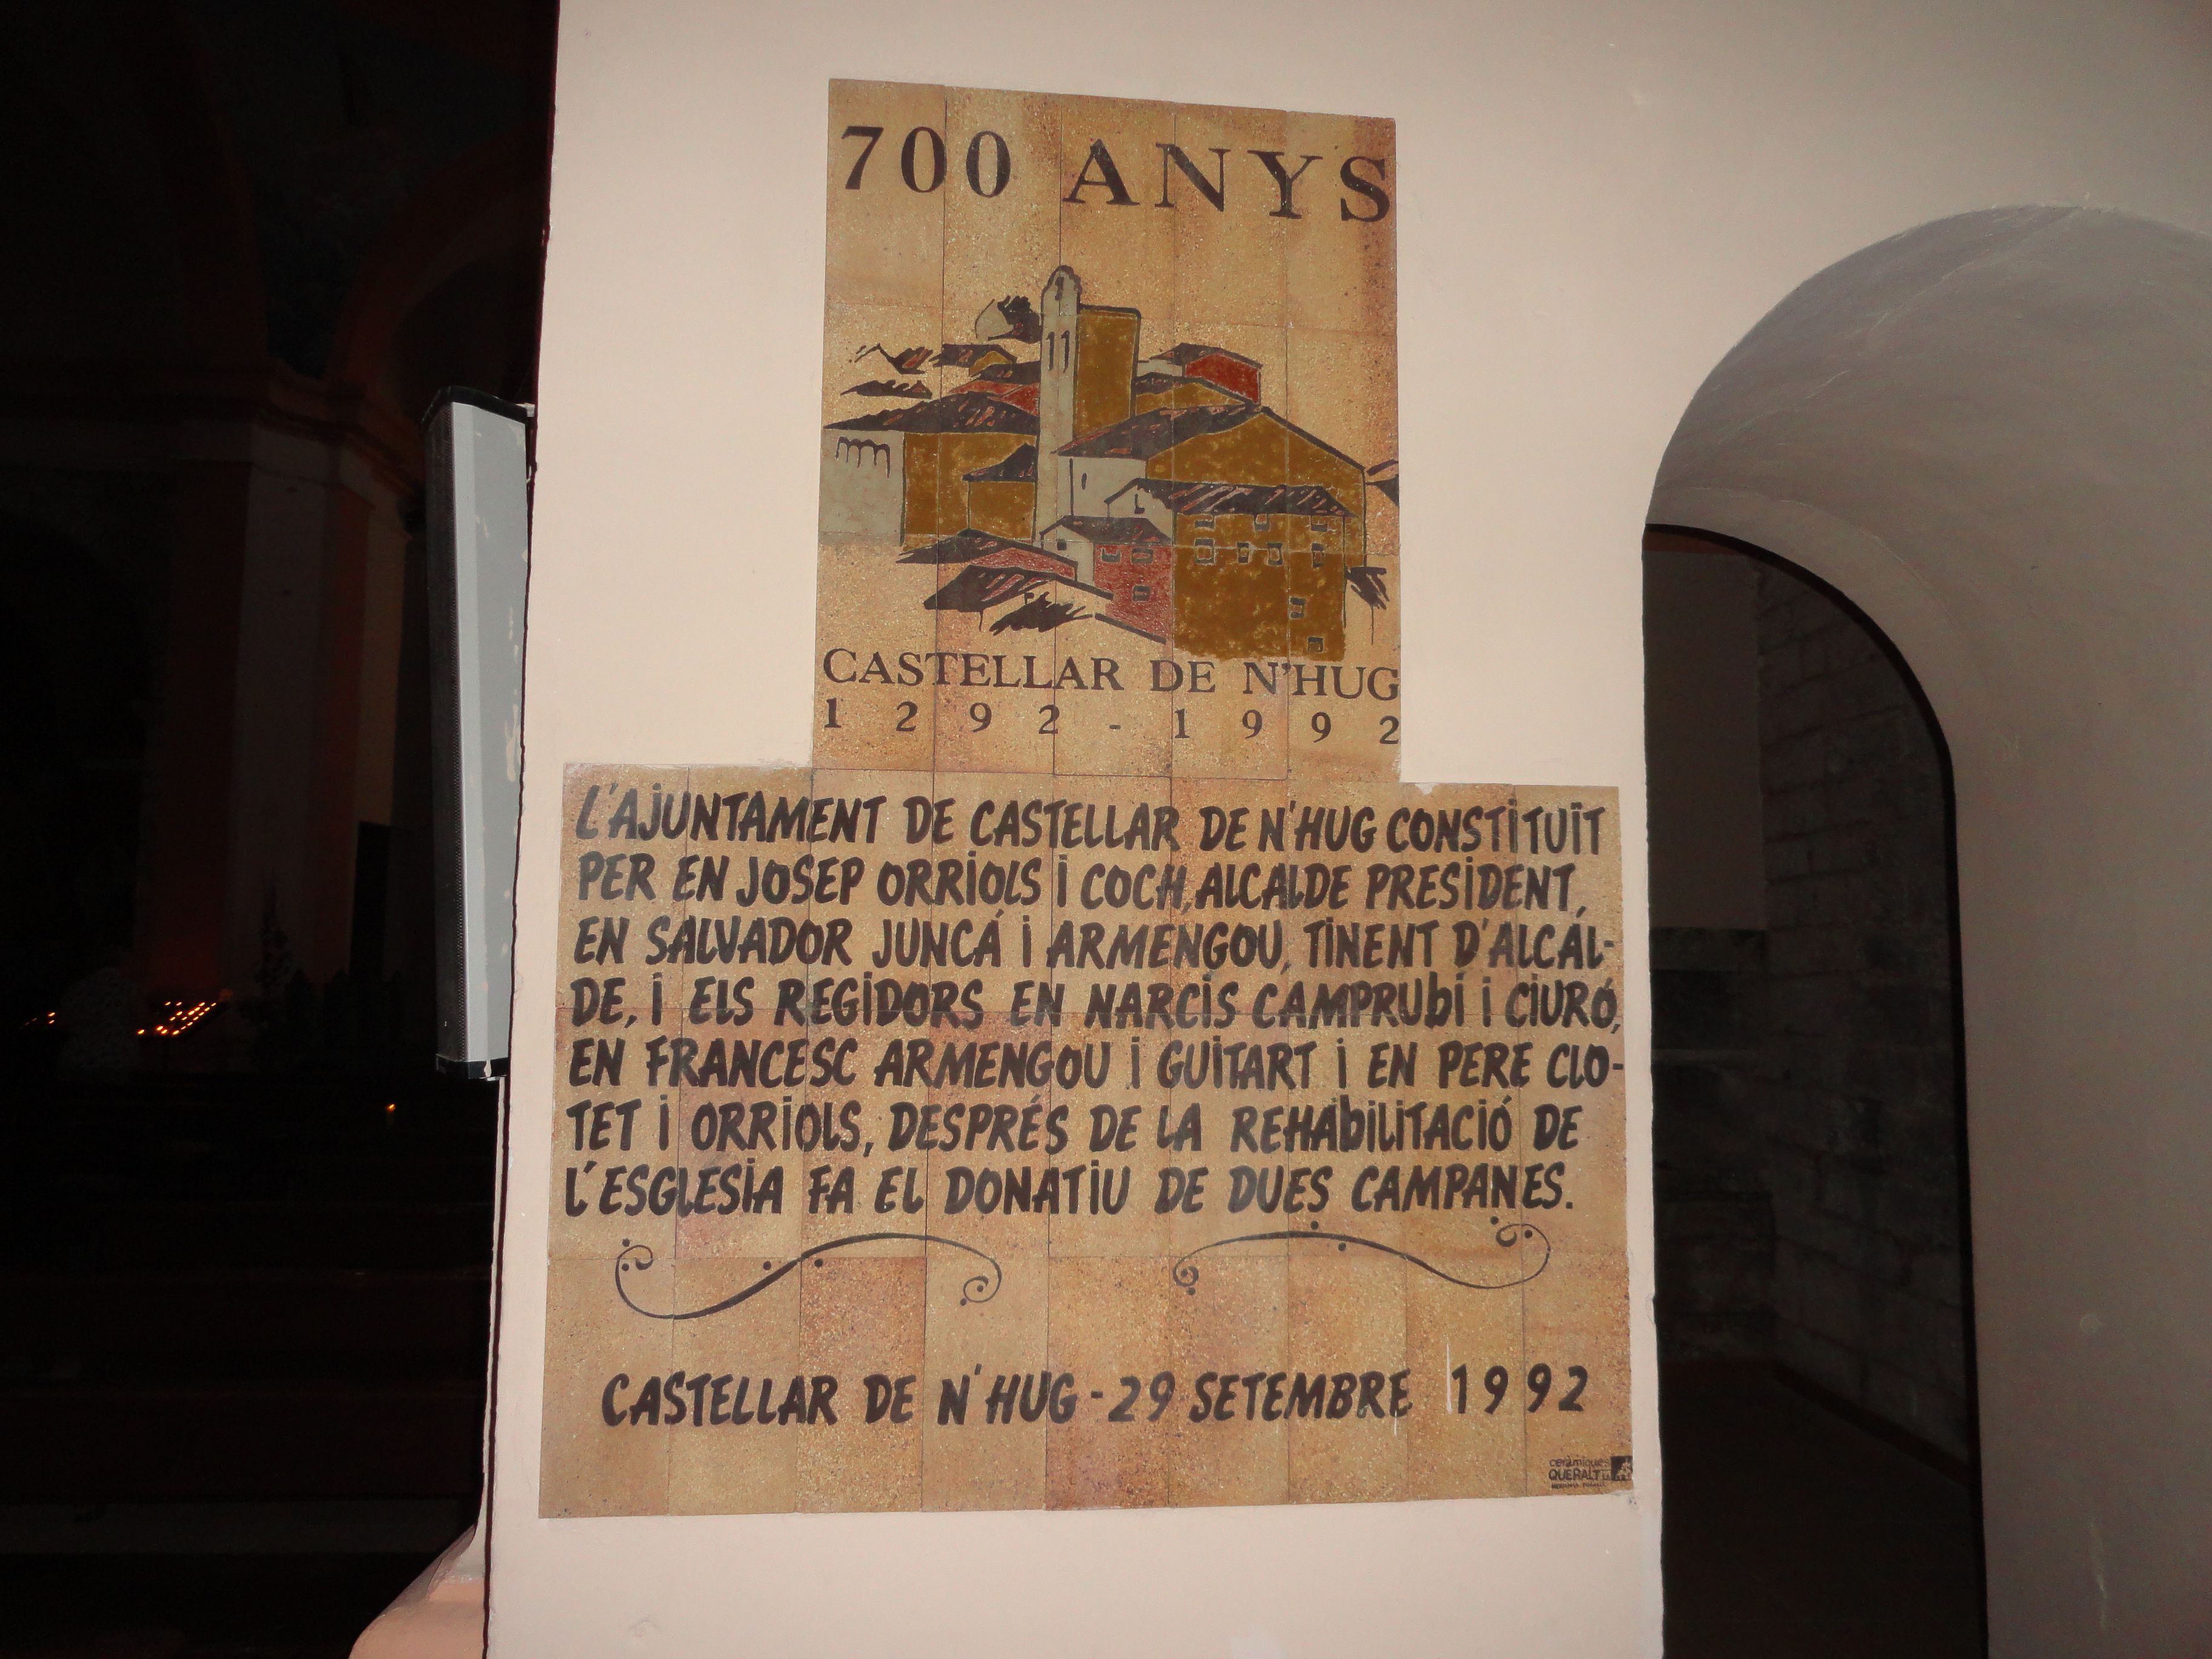 700 ANYS
CASTELLAR DE N'HUG
1292-1992
L'AJUNTAMENT DE CASTELLAR DE N'HUG CONSTITUÏT
PER EN JOSEP ORRIOLS I COCH, ALCALDE PRESIDENT,
EN SALVADOR JUNCÁ I ARMENGOU, TINENT D'ALCAL-
DE, I ELS REGIDORS EN NARCÍS CAMPRUBI I CIURÓ,
EN FRANCESC ARMENGOU I GUITART I EN PERE CLO-
TET I ORRIOLS, DESPRÉS DE LA REHABILITACIÓ DE
L'ESGLESIA FA EL DONATIU DE DUES CAMPANES.
CASTELLAR DE N'HUG - 29 SETEMBRE 1992
ceràmiques
QUERALT